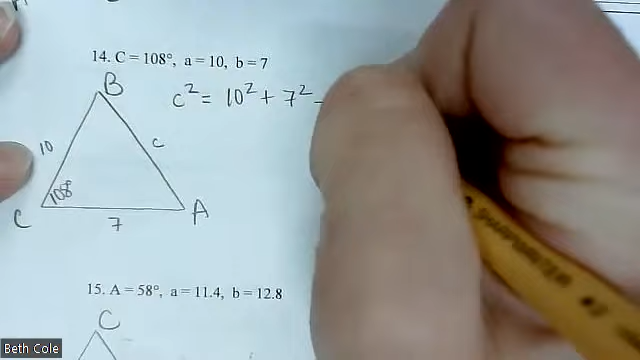 14. C = 108°, a = 10, b = 7
B
c² = 10² + 7² -
10
c
108°
C
7
A
15. A = 58°, a = 11.4, b = 12.8
C
Beth Cole